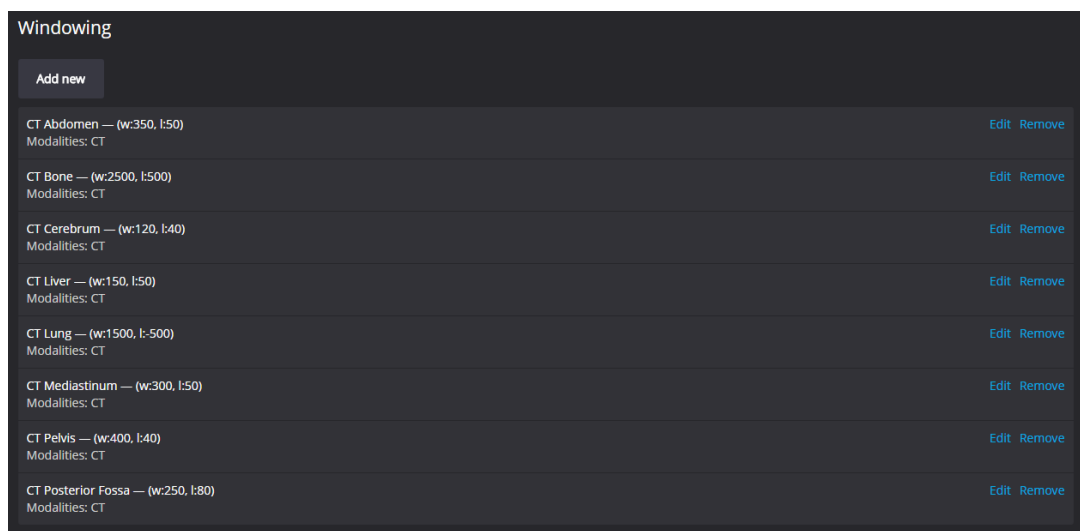 Windowing
Add new
CT Abdomen — (w:350, l:50)
Edit Remove
Modalities: CT
CT Bone — (w:2500, l:500)
Edit Remove
Modalities: CT
CT Cerebrum — (w:120, l:40)
Edit Remove
Modalities: CT
CT Liver — (w:150, l:50)
Edit Remove
Modalities: CT
CT Lung — (w:1500, l:-500)
Edit Remove
Modalities: CT
CT Mediastinum — (w:300, l:50)
Edit Remove
Modalities: CT
CT Pelvis — (w:400, l:40)
Edit Remove
Modalities: CT
CT Posterior Fossa — (w:250, l:80)
Edit Remove
Modalities: CT